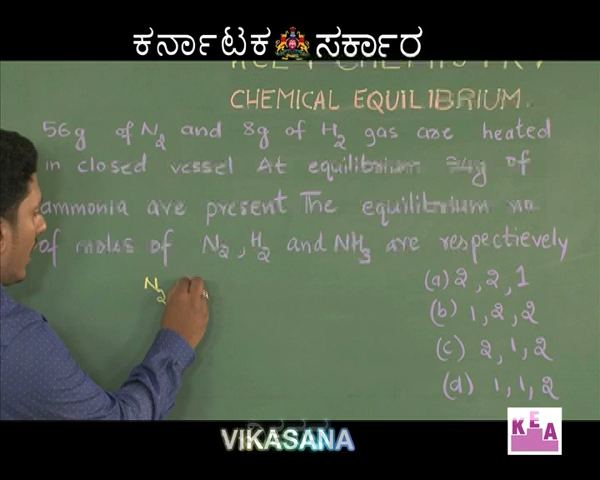 ಕರ್ನಾಟಕ ಸರ್ಕಾರ
CHEMICAL EQUILIBRIUM
56g of N2 and 8g of H2 gas are heated
in closed vessel At equilibrium 34g of
ammonia are present The equilibrium no
of moles of N2, H2 and NH3 are respectievely
(a) 2, 2, 1
(b) 1, 2, 2
(c) 2, 1, 2
(d) 1, 1, 2
N2
VIKASANA
KEA